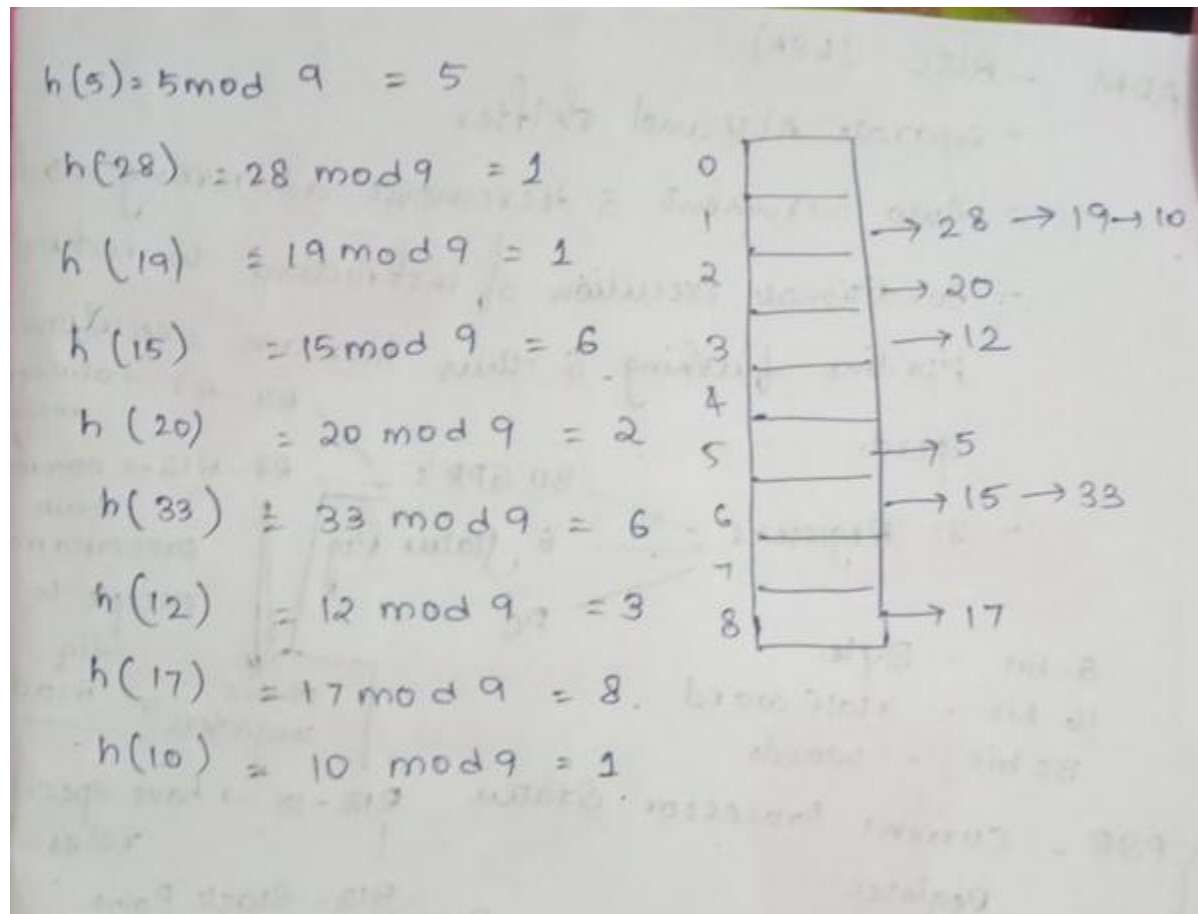 h(5) = 5 mod 9 = 5
h(28) = 28 mod 9 = 1
h(19) = 19 mod 9 = 1
h(15) = 15 mod 9 = 6
h(20) = 20 mod 9 = 2
h(33) = 33 mod 9 = 6
h(12) = 12 mod 9 = 3
h(17) = 17 mod 9 = 8.
h(10) = 10 mod 9 = 1.
0
1 → 28 → 19 → 10
2 → 20
3 → 12
4
5 → 5
6 → 15 → 33
7
8 → 17